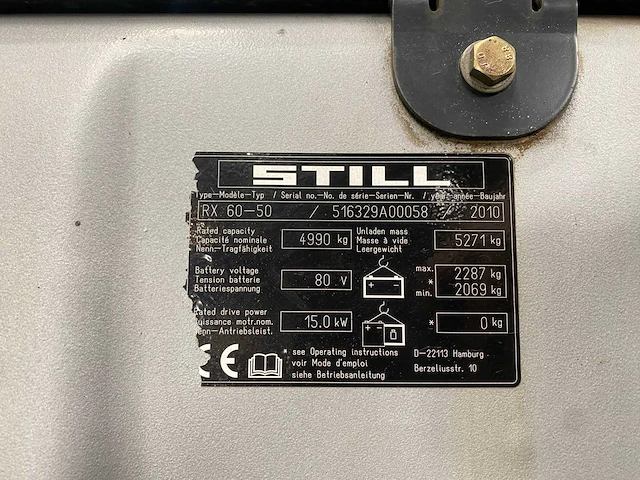 STILL
Type-Modèle-Typ / Serial no.-No. de série-Serien-Nr. / year-année-Baujahr
RX 60-50 / 516329A00058 / 2010
Rated capacity
Capacité nominale
Nenn.-Tragfähigkeit
4990 kg
Unladen mass
Masse à vide
Leergewicht
5271 kg
Battery voltage
Tension batterie
Batteriespannung
80 V
max. 2287 kg
*
min. 2069 kg
Rated drive power
Puissance motr.nom.
Nenn-Antriebsleist.
15.0 kW
* 0 kg
CE
* see Operating instructions
voir Mode d'emploi
siehe Betriebsanleitung
D-22113 Hamburg
Berzeliusstr. 10